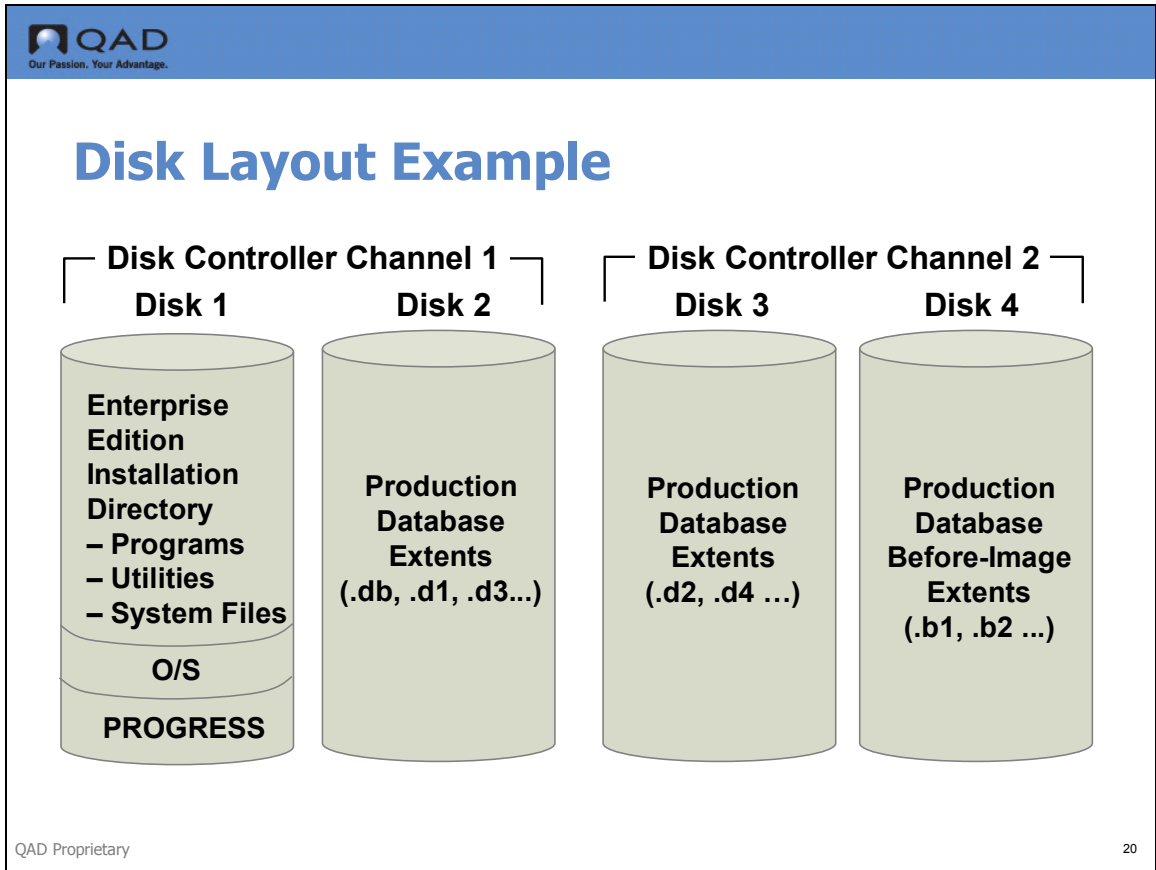 QAD
Our Passion. Your Advantage.
Disk Layout Example
Disk Controller Channel 1
Disk 1
Disk 2
Enterprise
Edition
Installation
Directory
– Programs
– Utilities
– System Files
O/S
PROGRESS
Production
Database
Extents
(.db, .d1, .d3...)
Disk Controller Channel 2
Disk 3
Disk 4
Production
Database
Extents
(.d2, .d4 …)
Production
Database
Before-Image
Extents
(.b1, .b2 ...)
QAD Proprietary
20